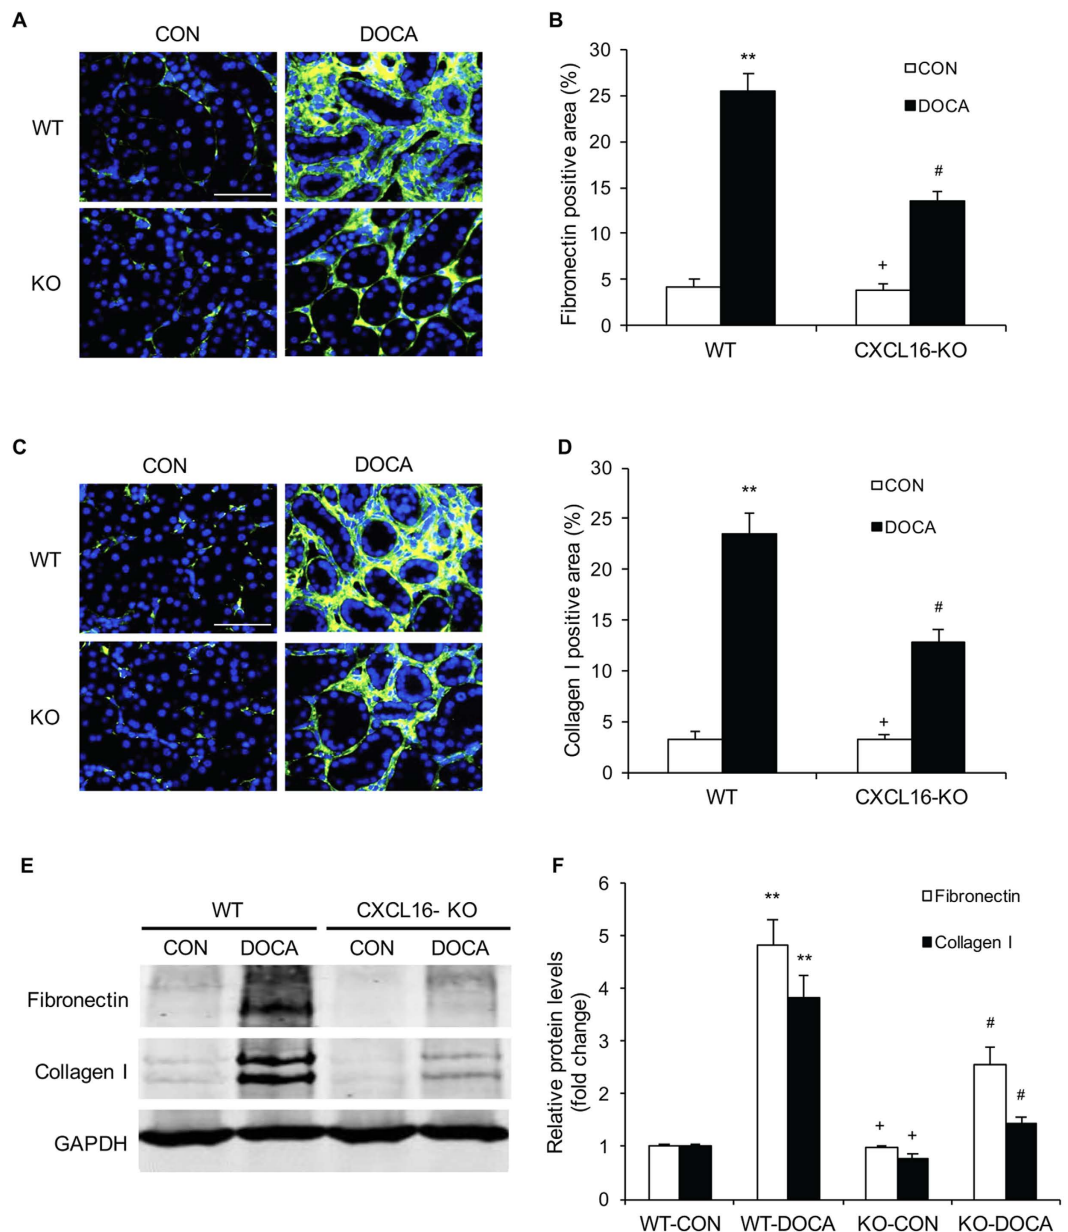 A
CON DOCA
WT
KO
B
Fibronectin positive area (%)
30
25
20
15
10
5
0
**
+
#
CON
DOCA
WT CXCL16-KO
C
CON DOCA
WT
KO
D
Collagen I positive area (%)
30
25
20
15
10
5
0
**
+
#
CON
DOCA
WT CXCL16-KO
E
WT CXCL16- KO
CON DOCA CON DOCA
Fibronectin
Collagen I
GAPDH
F
Relative protein levels
(fold change)
6
5
4
3
2
1
0
**
**
+
+
#
#
Fibronectin
Collagen I
WT-CON WT-DOCA KO-CON KO-DOCA